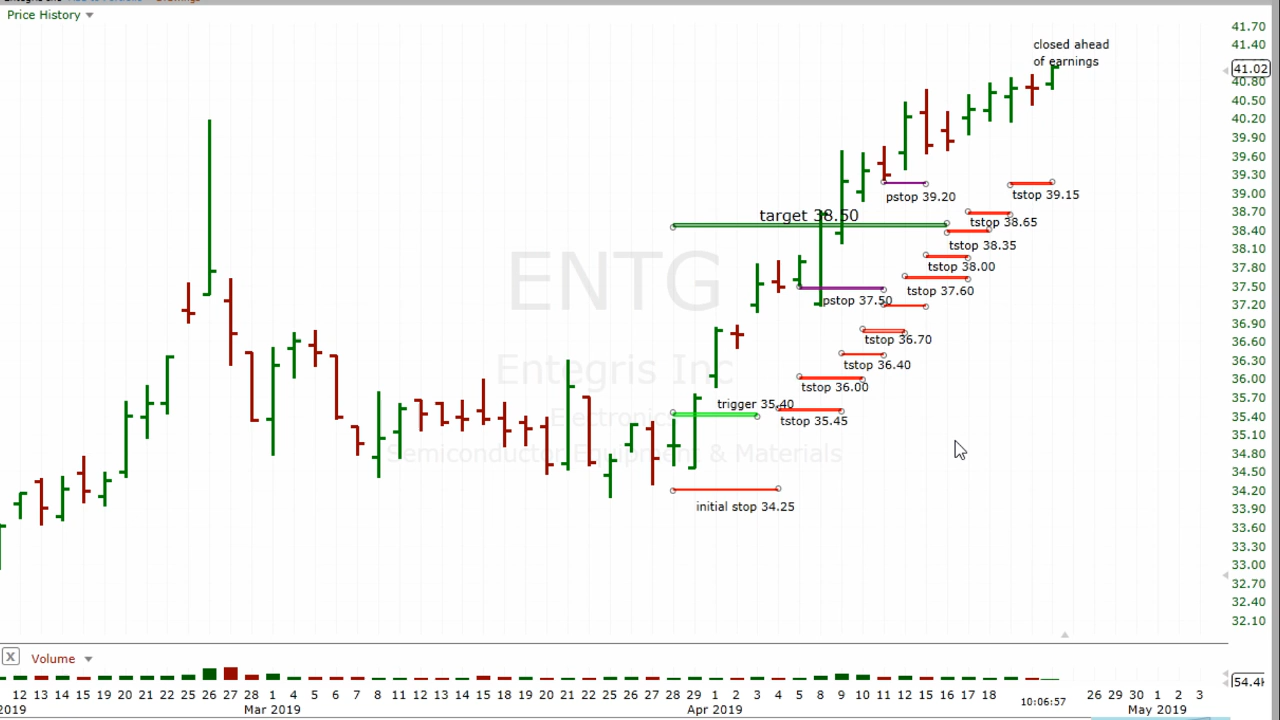 Price History
closed ahead
of earnings
target 38.50
pstop 39.20
tstop 39.15
tstop 38.65
tstop 38.35
tstop 38.00
tstop 37.60
pstop 37.50
tstop 36.70
tstop 36.40
tstop 36.00
trigger 35.40
tstop 35.45
initial stop 34.25
ENTG
Entegris Inc
Electronics
Semiconductor Equipment & Materials
41.70
41.40
41.02
40.80
40.50
40.20
39.90
39.60
39.30
39.00
38.70
38.40
38.10
37.80
37.50
37.20
36.90
36.60
36.30
36.00
35.70
35.40
35.10
34.80
34.50
34.20
33.90
33.60
33.30
33.00
32.70
32.40
32.10
X Volume
12 13 14 15 19 20 21 22 25 26 27 28 1 4 5 6 7 8 11 12 13 14 15 18 19 20 21 22 25 26 27 28 29 1 2 3 4 5 8 9 10 11 12 15 16 17 18 26 29 30 1 2 3
10:06:57
2019 Mar 2019 Apr 2019 May 2019